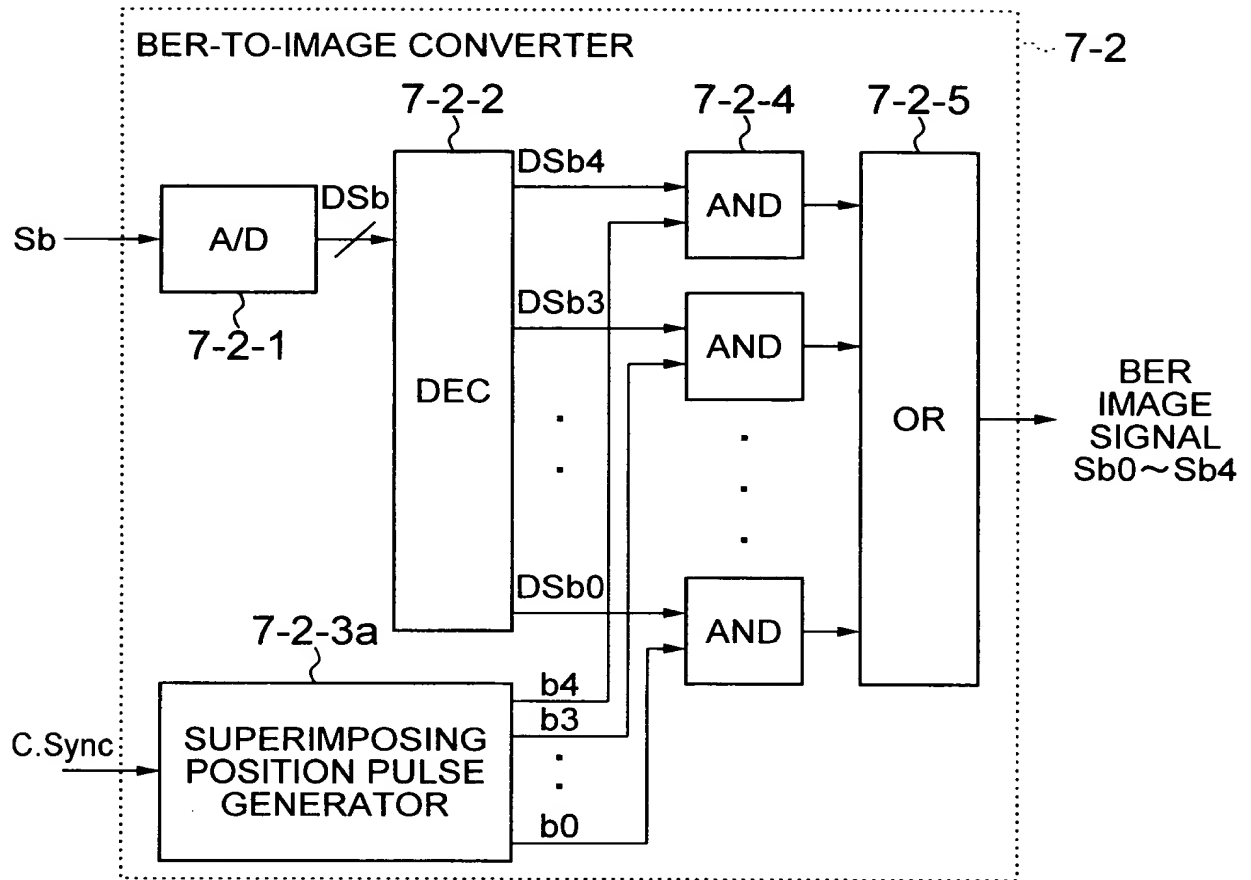 BER-TO-IMAGE CONVERTER
7-2
7-2-2
7-2-4
7-2-5
DSb4
DSb
AND
Sb
A/D
DSb3
7-2-1
AND
DEC
OR
BER
IMAGE
SIGNAL
Sb0~Sb4
DSb0
AND
7-2-3a
b4
b3
C.Sync
SUPERIMPOSING
POSITION PULSE
GENERATOR
b0